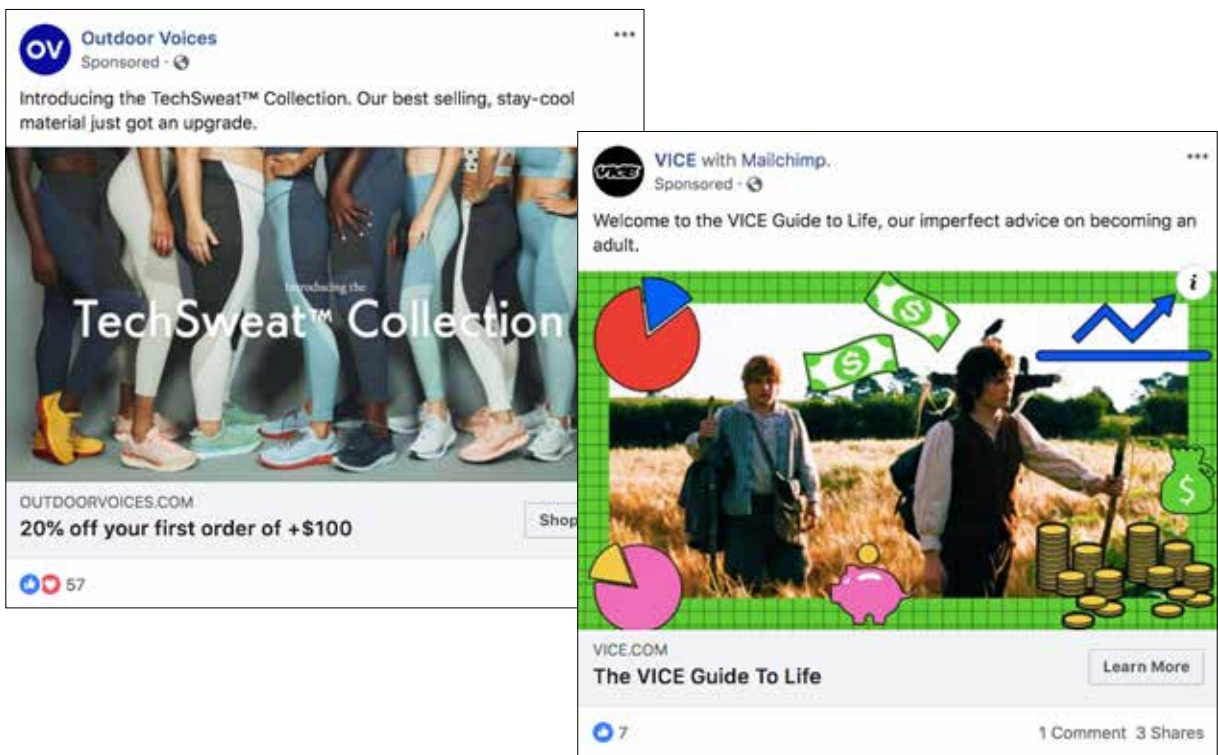 OV
Outdoor Voices
Sponsored ·
Introducing the TechSweat™ Collection. Our best selling, stay-cool
material just got an upgrade.
Introducing the
TechSweat™ Collection
OUTDOORVOICES.COM
20% off your first order of +$100
Shop
57
VICE
VICE with Mailchimp.
Sponsored ·
Welcome to the VICE Guide to Life, our imperfect advice on becoming an
adult.
i
$
$
$
VICE.COM
The VICE Guide To Life
Learn More
7
1 Comment 3 Shares